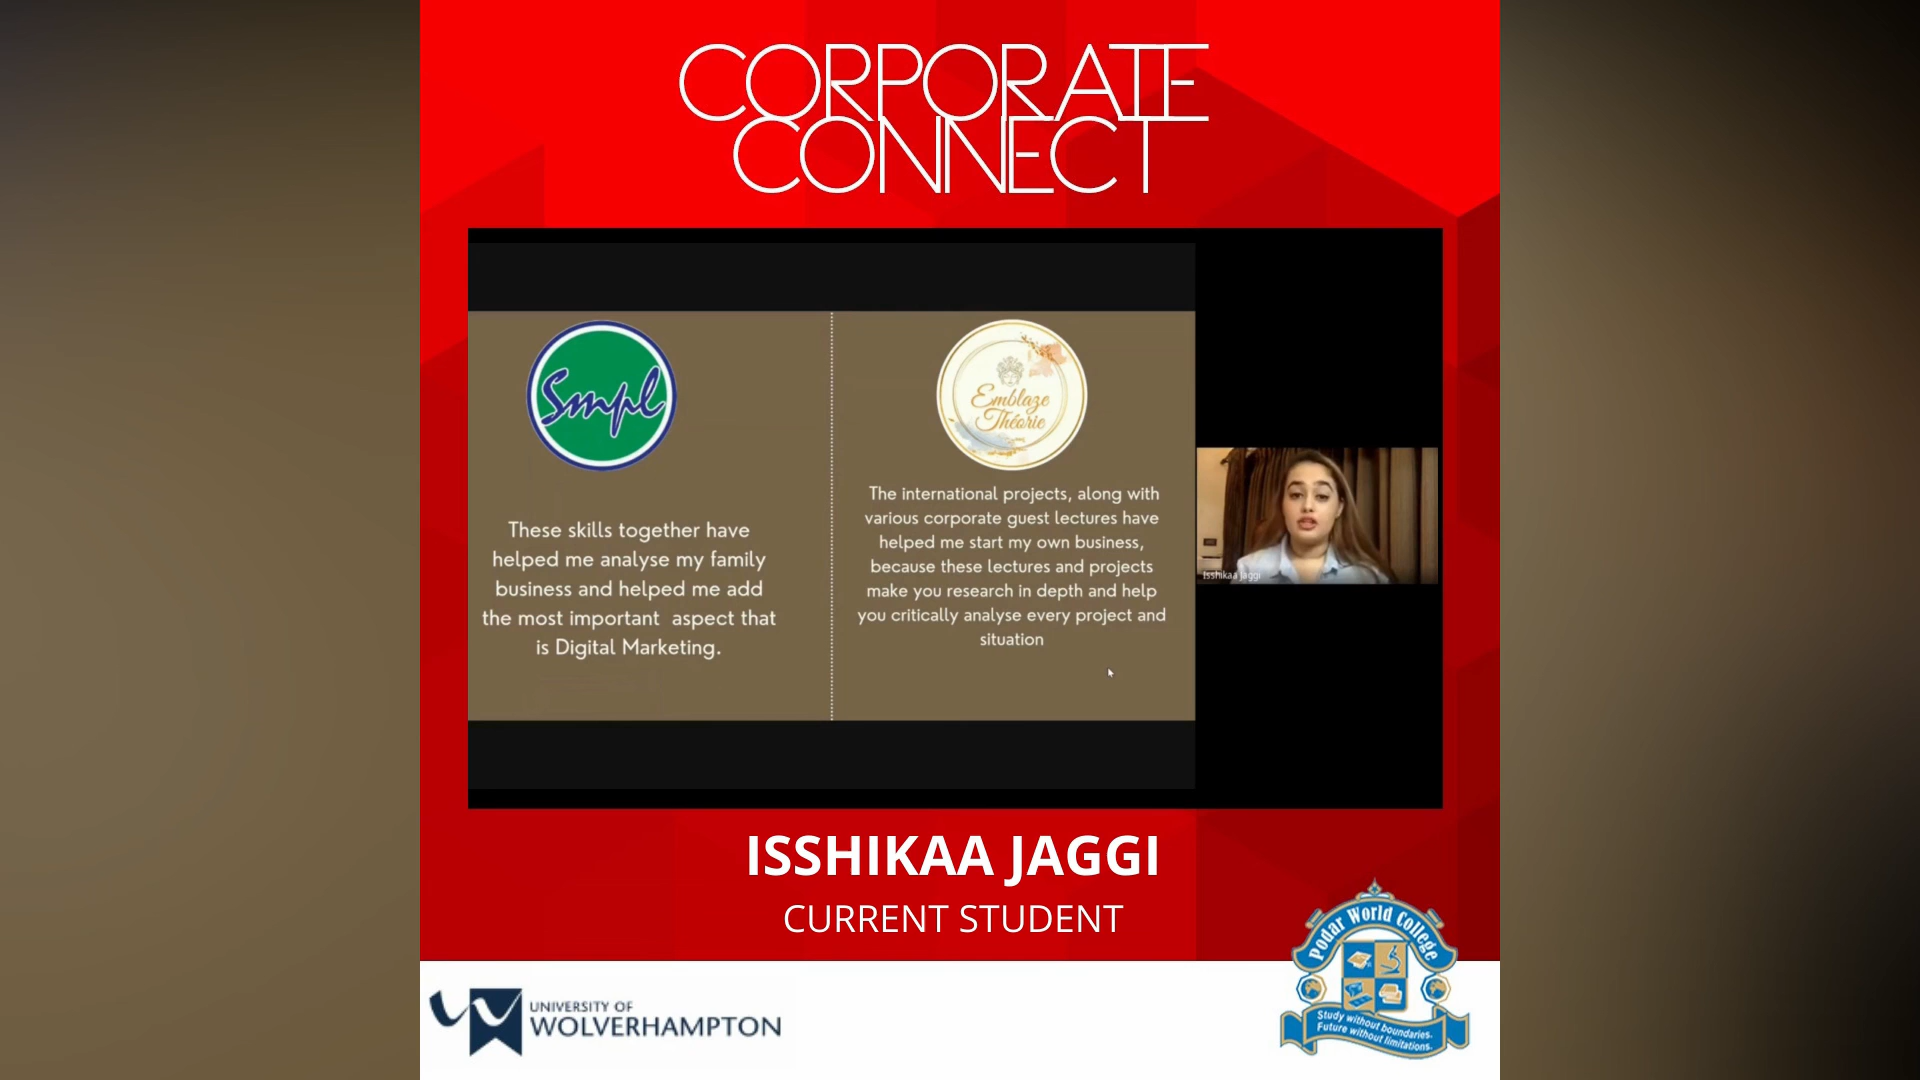 CORPORATE
CONNECT
Smpl
These skills together have
helped me analyse my family
business and helped me add
the most important aspect that
is Digital Marketing.
Emblaze
Théorie
The international projects, along with
various corporate guest lectures have
helped me start my own business,
because these lectures and projects
make you research in depth and help
you critically analyse every project and
situation
Isshikaa Jaggi
ISSHIKAA JAGGI
CURRENT STUDENT
UNIVERSITY OF
WOLVERHAMPTON
Podar World College
Study without boundaries.
Future without limitations.